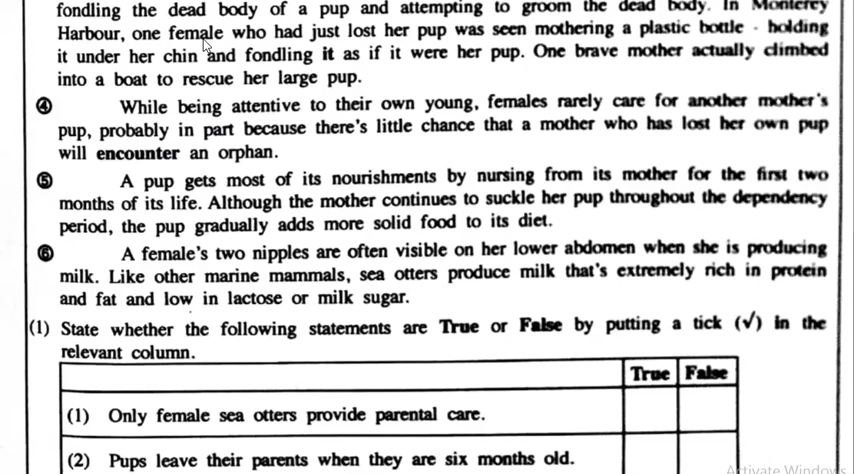 fondling the dead body of a pup and attempting to groom the dead body. In Monterey
Harbour, one female who had just lost her pup was seen mothering a plastic bottle - holding
it under her chin and fondling it as if it were her pup. One brave mother actually climbed
into a boat to rescue her large pup.
④ While being attentive to their own young, females rarely care for another mother's
pup, probably in part because there's little chance that a mother who has lost her own pup
will encounter an orphan.
⑤ A pup gets most of its nourishments by nursing from its mother for the first two
months of its life. Although the mother continues to suckle her pup throughout the dependency
period, the pup gradually adds more solid food to its diet.
⑥ A female's two nipples are often visible on her lower abdomen when she is producing
milk. Like other marine mammals, sea otters produce milk that's extremely rich in protein
and fat and low in lactose or milk sugar.
(1) State whether the following statements are True or False by putting a tick (√) in the
relevant column.
True False
(1) Only female sea otters provide parental care.
(2) Pups leave their parents when they are six months old.
Activate Windows